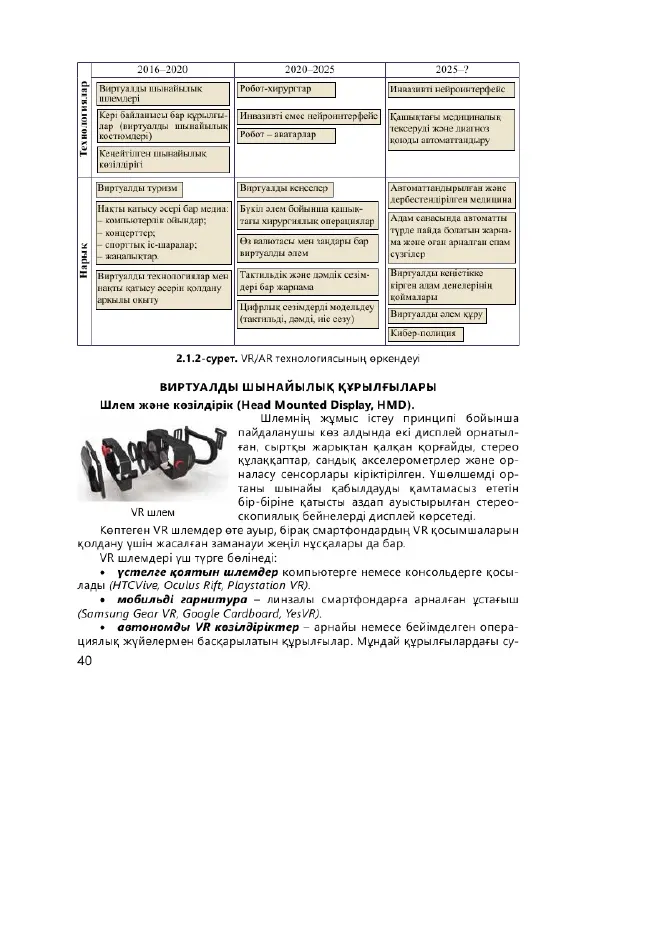 2016–2020
2020–2025
2025–?
Технологиялар
Виртуалды шынайылық
шлемдері
Кері байланысы бар құрылғы-
лар (виртуалды шынайылық
костюмдері)
Кеңейтілген шынайылық
көзілдірігі
Робот-хирургтар
Инвазивті емес нейроинтерфейс
Робот – аватарлар
Инвазивті нейроинтерфейс
Қашықтағы медициналық
тексеруді және диагноз
қоюды автоматтандыру
Нарық
Виртуалды туризм
Нақты қатысу әсері бар медиа:
– компьютерлік ойындар;
– концерттер;
– спорттық іс-шаралар;
– жаңалықтар.
Виртуалды технологиялар мен
нақты қатысу әсерін қолдану
арқылы оқыту
Виртуалды кеңселер
Бүкіл әлем бойынша қашық-
тағы хирургиялық операциялар
Өз валютасы мен заңдары бар
виртуалды әлем
Тактильдік және дәмдік сезім-
дері бар жарнама
Цифрлық сезімдерді модельдеу
(тактильді, дәмді, иіс сезу)
Автоматтандырылған және
дербестендірілген медицина
Адам санасында автоматты
түрде пайда болатын жарна-
ма және оған арналған спам
сүзгілер
Виртуалды кеңістікке
кірген адам денелерінің
қоймалары
Виртуалды әлем құру
Кибер-полиция
2.1.2-сурет. VR/AR технологиясының өркендеуі
ВИРТУАЛДЫ ШЫНАЙЫЛЫҚ ҚҰРЫЛҒЫЛАРЫ
Шлем және көзілдірік (Head Mounted Display, HMD).
Шлемнің жұмыс істеу принципі бойынша
пайдаланушы көз алдында екі дисплей орнатыл-
ған, сыртқы жарықтан қалқан қорғайды, стерео
құлаққаптар, сандық акселерометрлер және ор-
наласу сенсорлары кіріктірілген. Үшөлшемді ор-
таны шынайы қабылдауды қамтамасыз ететін
бір-біріне қатысты аздап ауыстырылған стерео-
скопиялық бейнелерді дисплей көрсетеді.
VR шлем
Көптеген VR шлемдер өте ауыр, бірақ смартфондардың VR қосымшаларын
қолдану үшін жасалған заманауи жеңіл нұсқалары да бар.
VR шлемдері үш түрге бөлінеді:
• үстелге қоятын шлемдер компьютерге немесе консольдерге қосы-
лады (HTCVive, Oculus Rift, Playstation VR).
• мобильді гарнитура – линзалы смартфондарға арналған ұстағыш
(Samsung Gear VR, Google Cardboard, YesVR).
• автономды VR көзілдіріктер – арнайы немесе бейімделген опера-
циялық жүйелермен басқарылатын құрылғылар. Мұндай құрылғылардағы су-
40